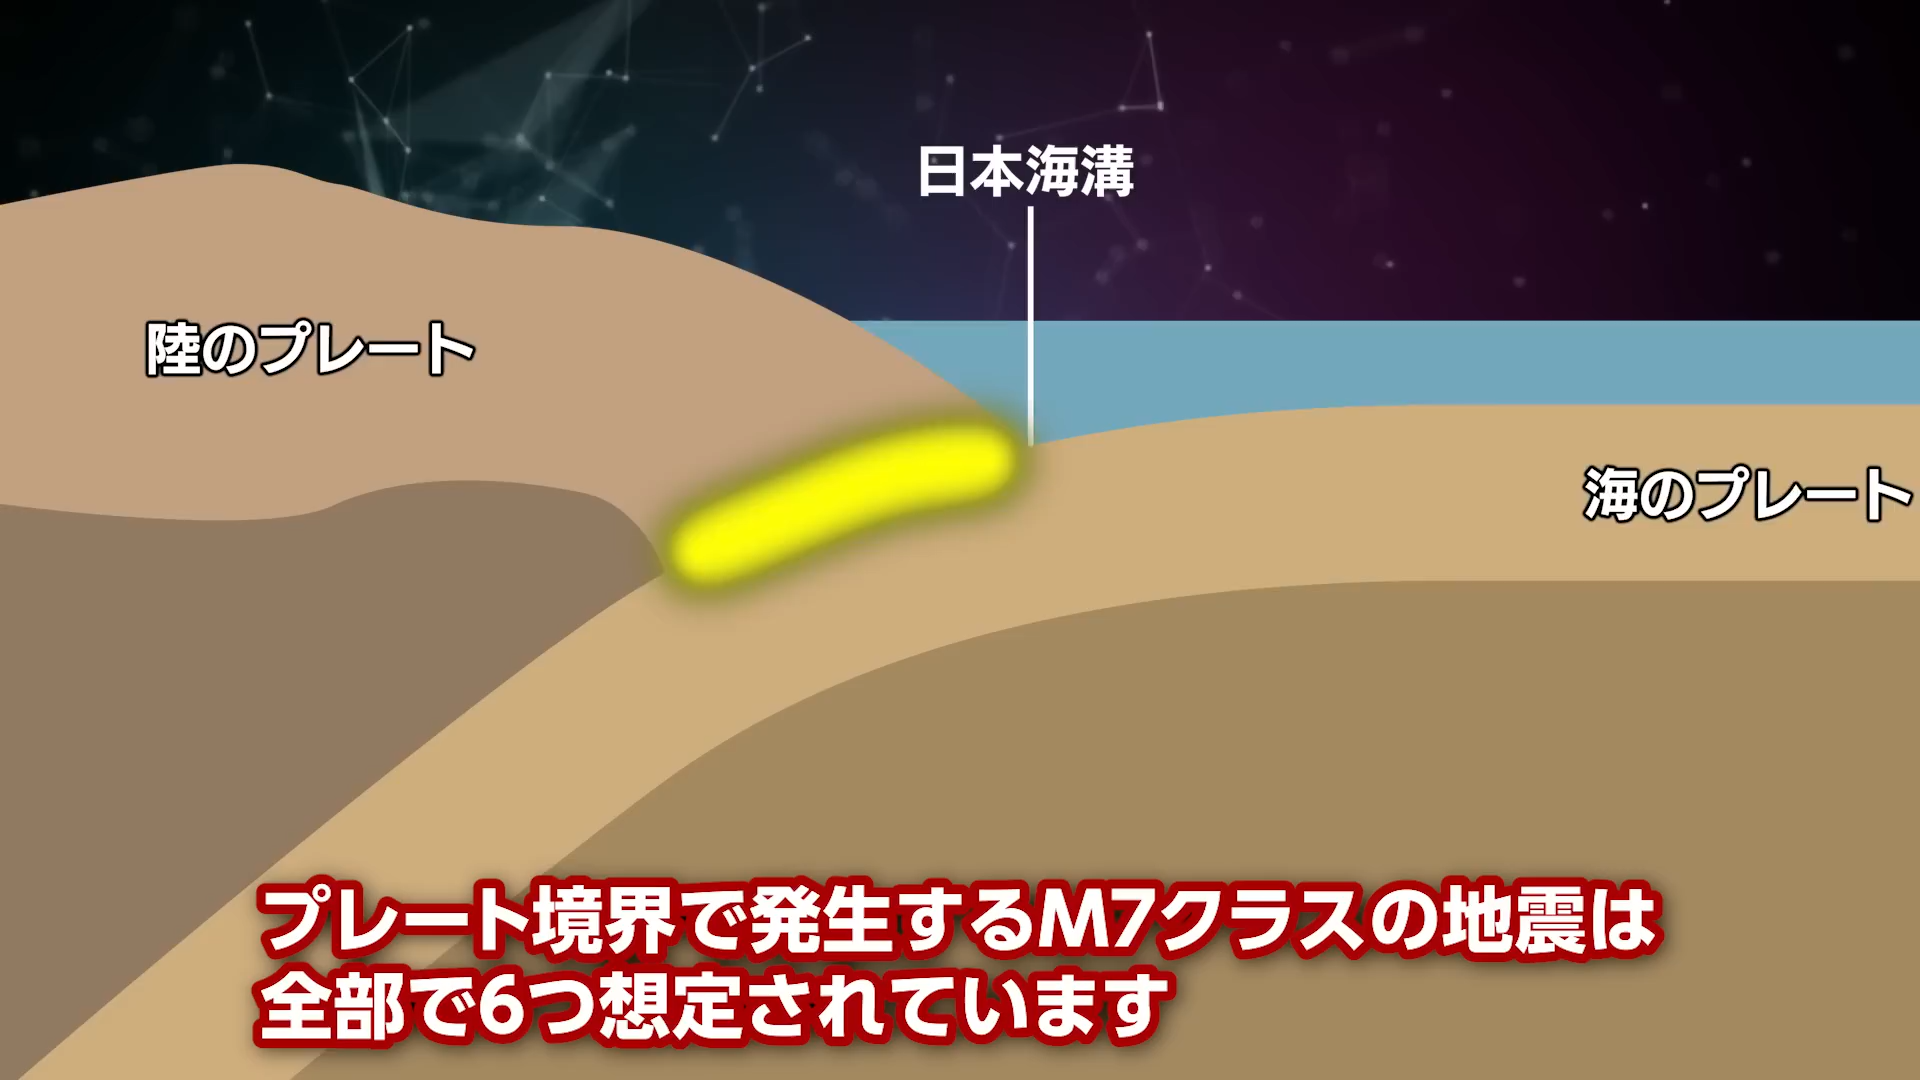 日本海溝
陸のプレート
海のプレート
プレート境界で発生するM7クラスの地震は
全部で6つ想定されています